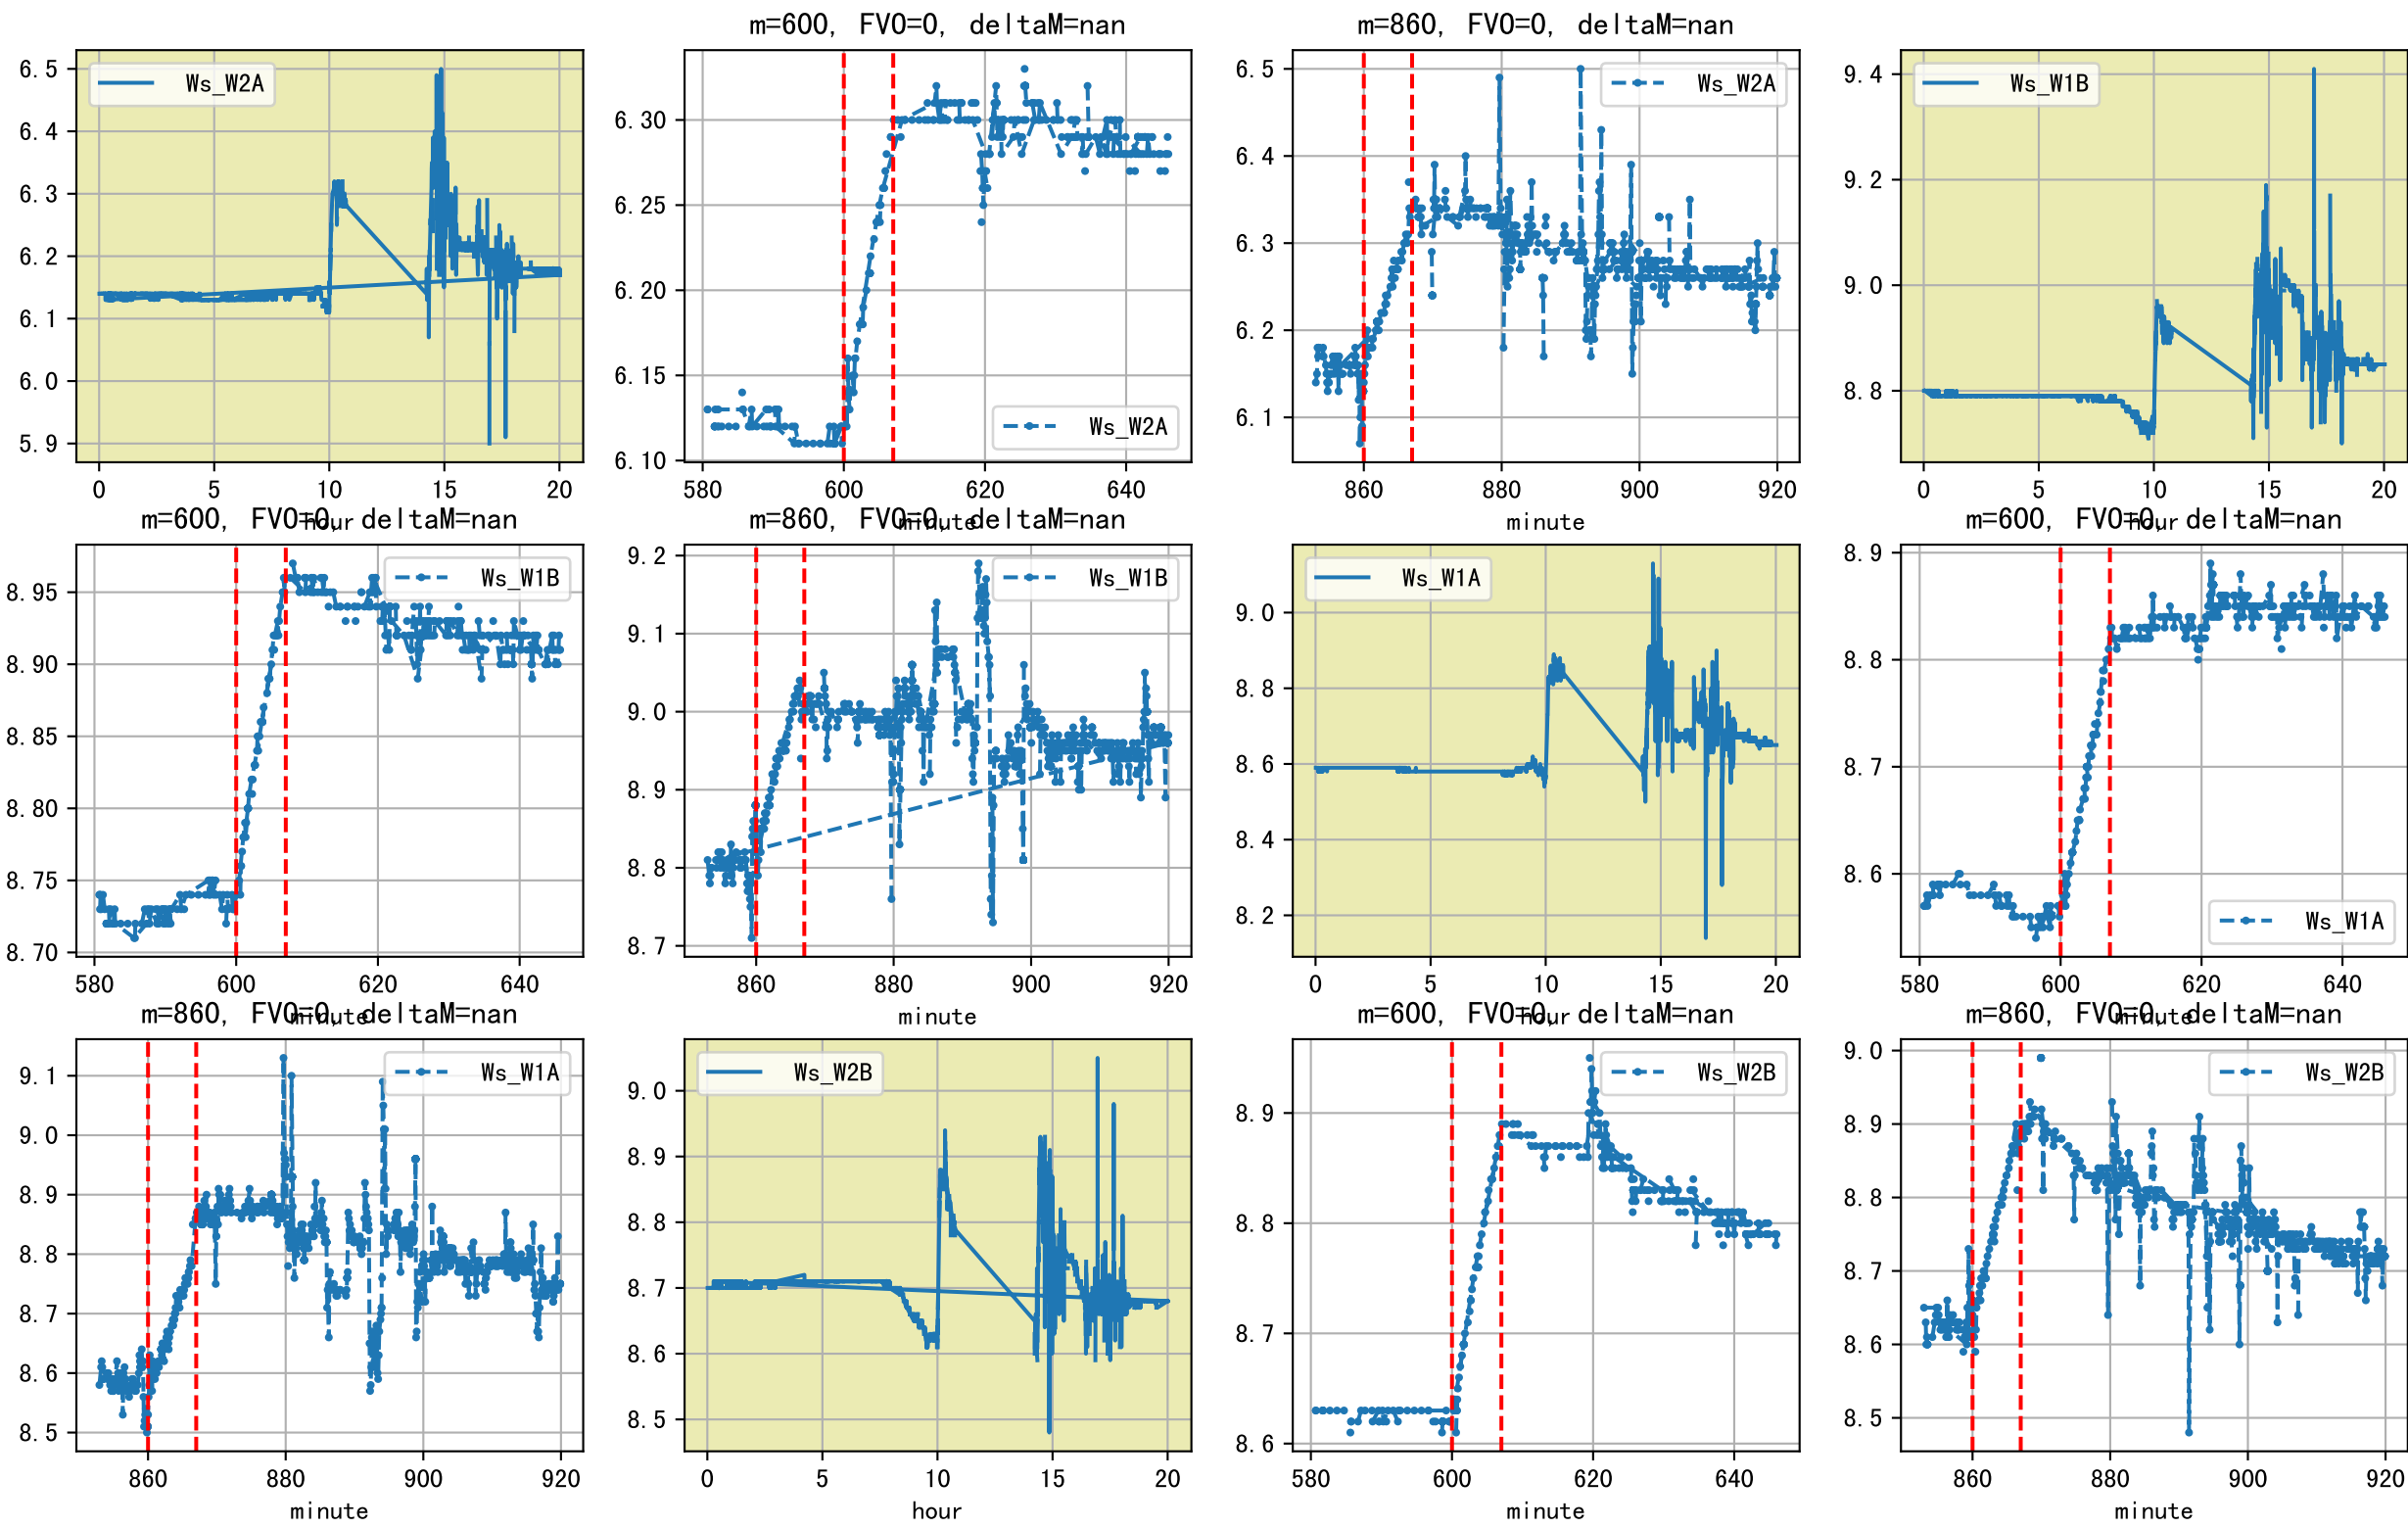 m=600, FVO=0, deltaM=nan
m=860, FVO=0, deltaM=nan
6.5
6.4
6.3
6.2
6.1
6.0
5.9
Ws_W2A
0 5 10 15 20
hour
6.30
6.25
6.20
6.15
6.10
Ws_W2A
580 600 620 640
minute
6.5
6.4
6.3
6.2
6.1
Ws_W2A
860 880 900 920
minute
9.4
9.2
9.0
8.8
Ws_W1B
0 5 10 15 20
hour
m=600, FVO=0, deltaM=nan
8.95
8.90
8.85
8.80
8.75
8.70
Ws_W1B
580 600 620 640
minute
m=860, FVO=0, deltaM=nan
9.2
9.1
9.0
8.9
8.8
8.7
Ws_W1B
860 880 900 920
minute
9.0
8.8
8.6
8.4
8.2
Ws_W1A
0 5 10 15 20
hour
m=600, FVO=0, deltaM=nan
8.9
8.8
8.7
8.6
Ws_W1A
580 600 620 640
minute
m=860, FVO=0, deltaM=nan
9.1
9.0
8.9
8.8
8.7
8.6
8.5
Ws_W1A
860 880 900 920
minute
9.0
8.9
8.8
8.7
8.6
8.5
Ws_W2B
0 5 10 15 20
hour
m=600, FVO=0, deltaM=nan
8.9
8.8
8.7
8.6
Ws_W2B
580 600 620 640
minute
m=860, FVO=0, deltaM=nan
9.0
8.9
8.8
8.7
8.6
8.5
Ws_W2B
860 880 900 920
minute